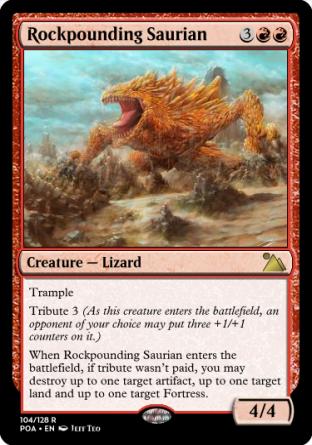 Rockpounding Saurian 3
Creature — Lizard
Trample
Tribute 3 (As this creature enters the battlefield, an
opponent of your choice may put three +1/+1
counters on it.)
When Rockpounding Saurian enters the
battlefield, if tribute wasn't paid, you may
destroy up to one target artifact, up to one target
land and up to one target Fortress.
4/4
104/128 R
POA • EN Jeff Teo